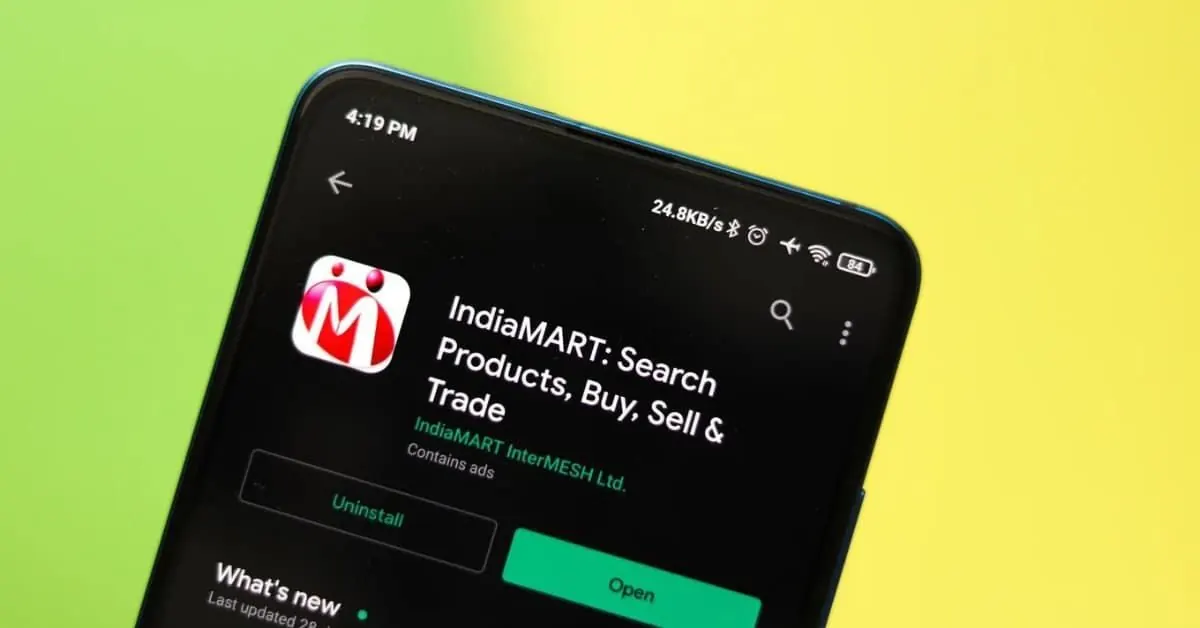 4:19 PM
24.8KB/s
84
M
IndiaMART: Search
Products, Buy, Sell &
Trade
IndiaMART InterMESH Ltd.
Contains ads
Uninstall
Open
What's new
Last updated 28